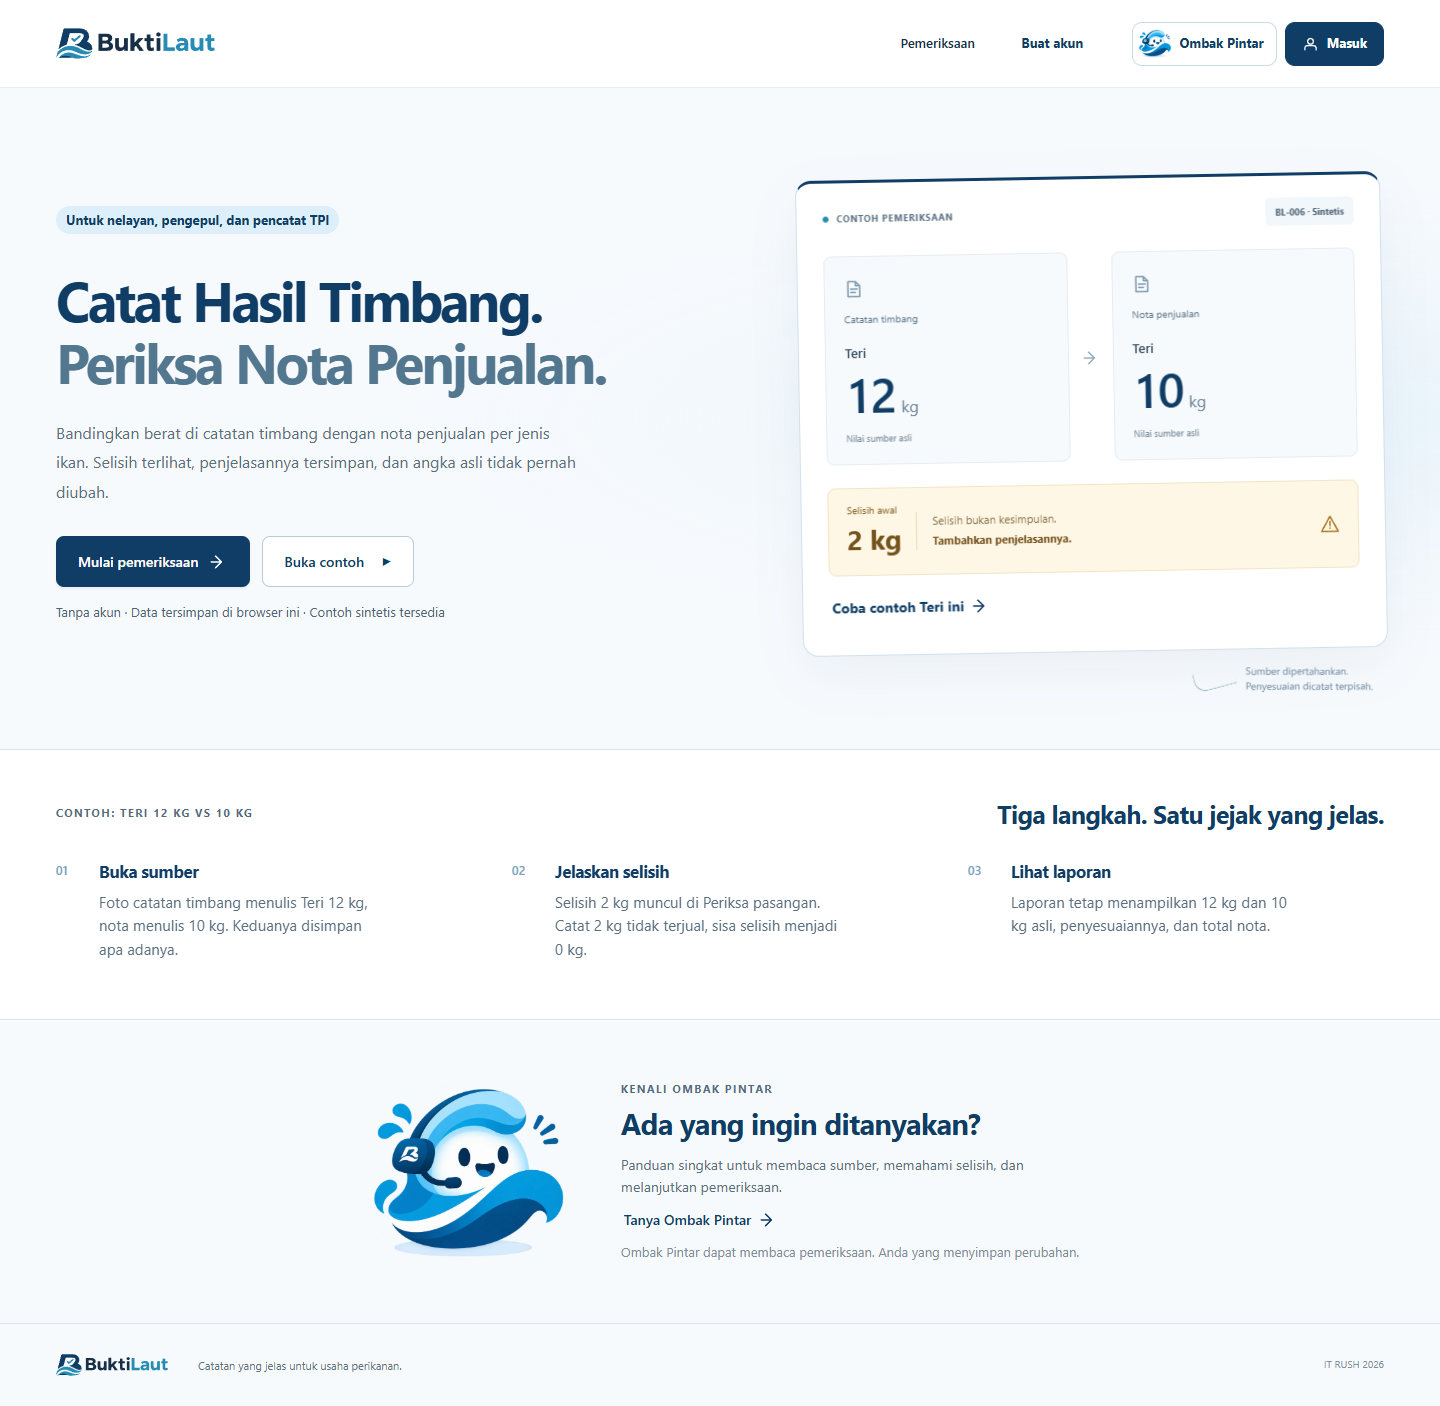 BuktiLaut
Pemeriksaan
Buat akun
Ombak Pintar
Masuk
Untuk nelayan, pengepul, dan pencatat TPI
Catat Hasil Timbang.
Periksa Nota Penjualan.
Bandingkan berat di catatan timbang dengan nota penjualan per jenis
ikan. Selisih terlihat, penjelasannya tersimpan, dan angka asli tidak pernah
diubah.
Mulai pemeriksaan
Buka contoh
Tanpa akun · Data tersimpan di browser ini · Contoh sintetis tersedia
CONTOH PEMERIKSAAN
BL-006 · Sintetis
Catatan timbang
Teri
12 kg
Nilai sumber asli
Nota penjualan
Teri
10 kg
Nilai sumber asli
Selisih awal
2 kg
Selisih bukan kesimpulan.
Tambahkan penjelasannya.
Coba contoh Teri ini
Sumber dipertahankan.
Penyesuaian dicatat terpisah.
CONTOH: TERI 12 KG VS 10 KG
Tiga langkah. Satu jejak yang jelas.
01
Buka sumber
Foto catatan timbang menulis Teri 12 kg,
nota menulis 10 kg. Keduanya disimpan
apa adanya.
02
Jelaskan selisih
Selisih 2 kg muncul di Periksa pasangan.
Catat 2 kg tidak terjual, sisa selisih menjadi
0 kg.
03
Lihat laporan
Laporan tetap menampilkan 12 kg dan 10
kg asli, penyesuaiannya, dan total nota.
KENALI OMBAK PINTAR
Ada yang ingin ditanyakan?
Panduan singkat untuk membaca sumber, memahami selisih, dan
melanjutkan pemeriksaan.
Tanya Ombak Pintar
Ombak Pintar dapat membaca pemeriksaan. Anda yang menyimpan perubahan.
BuktiLaut
Catatan yang jelas untuk usaha perikanan.
IT RUSH 2026